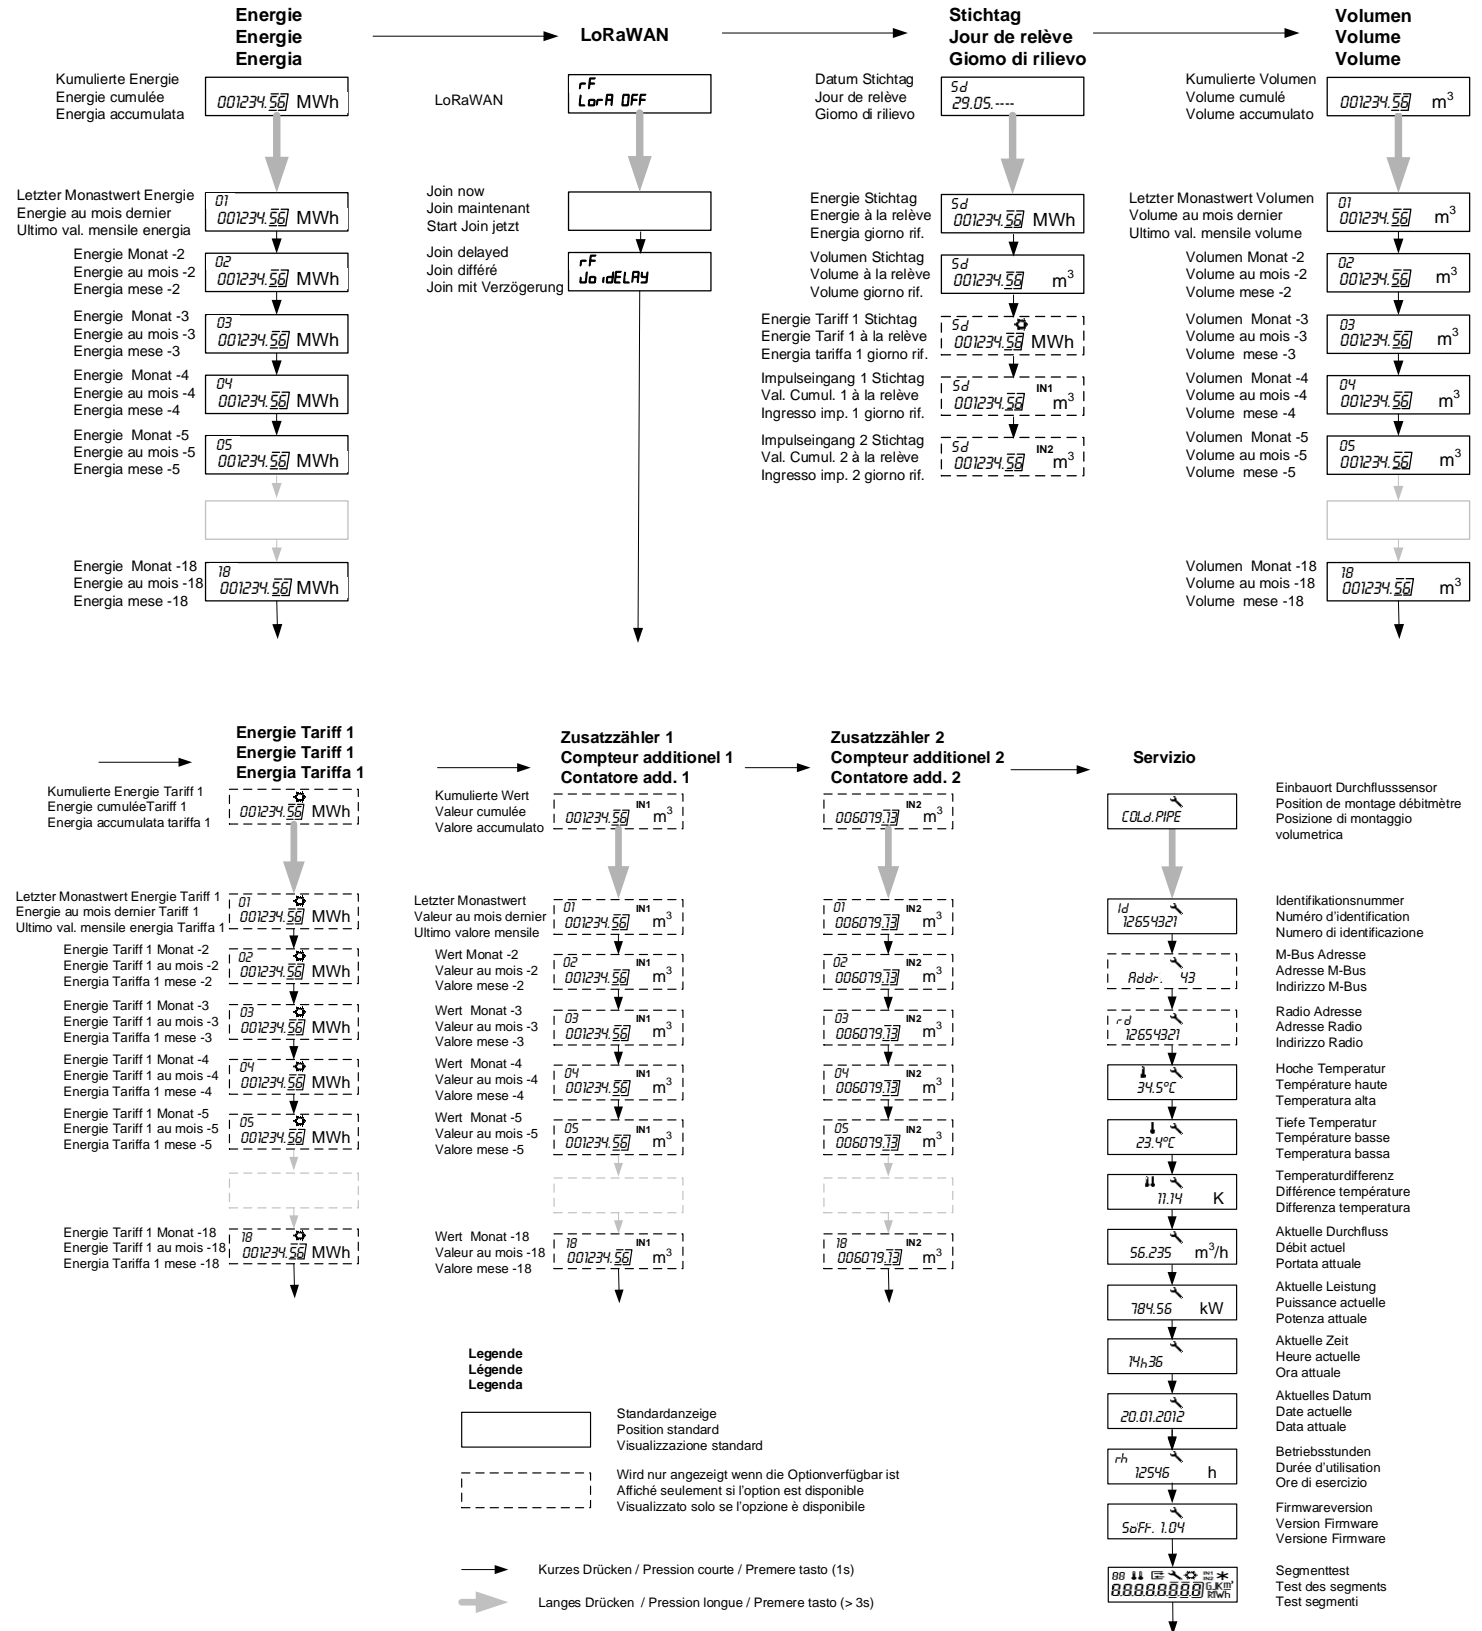 Energie
Energie
Energia
Kumulierte Energie
Energie cumulée
Energia accumulata
001234.56 MWh
Letzter Monastwert Energie
Energie au mois dernier
Ultimo val. mensile energia
01
001234.56 MWh
Energie Monat -2
Energie au mois -2
Energia mese -2
02
001234.56 MWh
Energie Monat -3
Energie au mois -3
Energia mese -3
03
001234.56 MWh
Energie Monat -4
Energie au mois -4
Energia mese -4
04
001234.56 MWh
Energie Monat -5
Energie au mois -5
Energia mese -5
05
001234.56 MWh
Energie Monat -18
Energie au mois -18
Energia mese -18
18
001234.56 MWh
LoRaWAN
LoRaWAN
rF
LorA OFF
Join now
Join maintenant
Start Join jetzt
Join delayed
Join différé
Join mit Verzögerung
rF
JoidELAY
Stichtag
Jour de relève
Giomo di rilievo
Datum Stichtag
Jour de relève
Giomo di rilievo
Sd
29.05.----
Energie Stichtag
Energie à la relève
Energia giorno rif.
Sd
001234.56 MWh
Volumen Stichtag
Volume à la relève
Volume giorno rif.
Sd
001234.56 m³
Energie Tariff 1 Stichtag
Energie Tarif 1 à la relève
Energia tariffa 1 giorno rif.
Sd
001234.56 MWh
Impulseingang 1 Stichtag
Val. Cumul. 1 à la relève
Ingresso imp. 1 giorno rif.
Sd IN1
001234.56 m³
Impulseingang 2 Stichtag
Val. Cumul. 2 à la relève
Ingresso imp. 2 giorno rif.
Sd IN2
001234.56 m³
Volumen
Volume
Volume
Kumulierte Volumen
Volume cumulé
Volume accumulato
001234.56 m³
Letzter Monastwert Volumen
Volume au mois dernier
Ultimo val. mensile volume
01
001234.56 m³
Volumen Monat -2
Volume au mois -2
Volume mese -2
02
001234.56 m³
Volumen Monat -3
Volume au mois -3
Volume mese -3
03
001234.56 m³
Volumen Monat -4
Volume au mois -4
Volume mese -4
04
001234.56 m³
Volumen Monat -5
Volume au mois -5
Volume mese -5
05
001234.56 m³
Volumen Monat -18
Volume au mois -18
Volume mese -18
18
001234.56 m³
Energie Tariff 1
Energie Tariff 1
Energia Tariffa 1
Kumulierte Energie Tariff 1
Energie cumuléeTariff 1
Energia accumulata tariffa 1
001234.56 MWh
Letzter Monastwert Energie Tariff 1
Energie au mois dernier Tariff 1
Ultimo val. mensile energia Tariffa 1
01
001234.56 MWh
Energie Tariff 1 Monat -2
Energie Tariff 1 au mois -2
Energia Tariffa 1 mese -2
02
001234.56 MWh
Energie Tariff 1 Monat -3
Energie Tariff 1 au mois -3
Energia Tariffa 1 mese -3
03
001234.56 MWh
Energie Tariff 1 Monat -4
Energie Tariff 1 au mois -4
Energia Tariffa 1 mese -4
04
001234.56 MWh
Energie Tariff 1 Monat -5
Energie Tariff 1 au mois -5
Energia Tariffa 1 mese -5
05
001234.56 MWh
Energie Tariff 1 Monat -18
Energie Tariff 1 au mois -18
Energia Tariffa 1 mese -18
18
001234.56 MWh
Zusatzzähler 1
Compteur additionel 1
Contatore add. 1
Kumulierte Wert
Valeur cumulée
Valore accumulato
IN1
001234.56 m³
Letzter Monastwert
Valeur au mois dernier
Ultimo valore mensile
01 IN1
001234.56 m³
Wert Monat -2
Valeur au mois -2
Valore mese -2
02 IN1
001234.56 m³
Wert Monat -3
Valeur au mois -3
Valore mese -3
03 IN1
001234.56 m³
Wert Monat -4
Valeur au mois -4
Valore mese -4
04 IN1
001234.56 m³
Wert Monat -5
Valeur au mois -5
Valore mese -5
05 IN1
001234.56 m³
Wert Monat -18
Valeur au mois -18
Valore mese -18
18 IN1
001234.56 m³
Zusatzzähler 2
Compteur additionel 2
Contatore add. 2
IN2
006079.13 m³
01 IN2
006079.13 m³
02 IN2
006079.13 m³
03 IN2
006079.13 m³
04 IN2
006079.13 m³
05 IN2
006079.13 m³
18 IN2
006079.13 m³
Servizio
COLd.PIPE
Einbauort Durchflusssensor
Position de montage débitmètre
Posizione di montaggio
volumetrica
Id
12654321
Identifikationsnummer
Numéro d'identification
Numero di identificazione
Addr. 43
M-Bus Adresse
Adresse M-Bus
Indirizzo M-Bus
rd
12654321
Radio Adresse
Adresse Radio
Indirizzo Radio
34.5°C
Hoche Temperatur
Température haute
Temperatura alta
23.4°C
Tiefe Temperatur
Température basse
Temperatura bassa
11.14 K
Temperaturdifferenz
Différence température
Differenza temperatura
56.235 m³/h
Aktuelle Durchfluss
Débit actuel
Portata attuale
784.56 kW
Aktuelle Leistung
Puissance actuelle
Potenza attuale
14h36
Aktuelle Zeit
Heure actuelle
Ora attuale
20.01.2012
Aktuelles Datum
Date actuelle
Data attuale
rh
12546 h
Betriebsstunden
Durée d'utilisation
Ore di esercizio
SoFF. 1.04
Firmwareversion
Version Firmware
Versione Firmware
88 IN1 IN2
8.8.8.8.8.8.8.8
Segmenttest
Test des segments
Test segmenti
Legende
Légende
Legenda
Standardanzeige
Position standard
Visualizzazione standard
Wird nur angezeigt wenn die Optionverfügbar ist
Affiché seulement si l'option est disponible
Visualizzato solo se l'opzione è disponibile
Kurzes Drücken / Pression courte / Premere tasto (1s)
Langes Drücken / Pression longue / Premere tasto (> 3s)